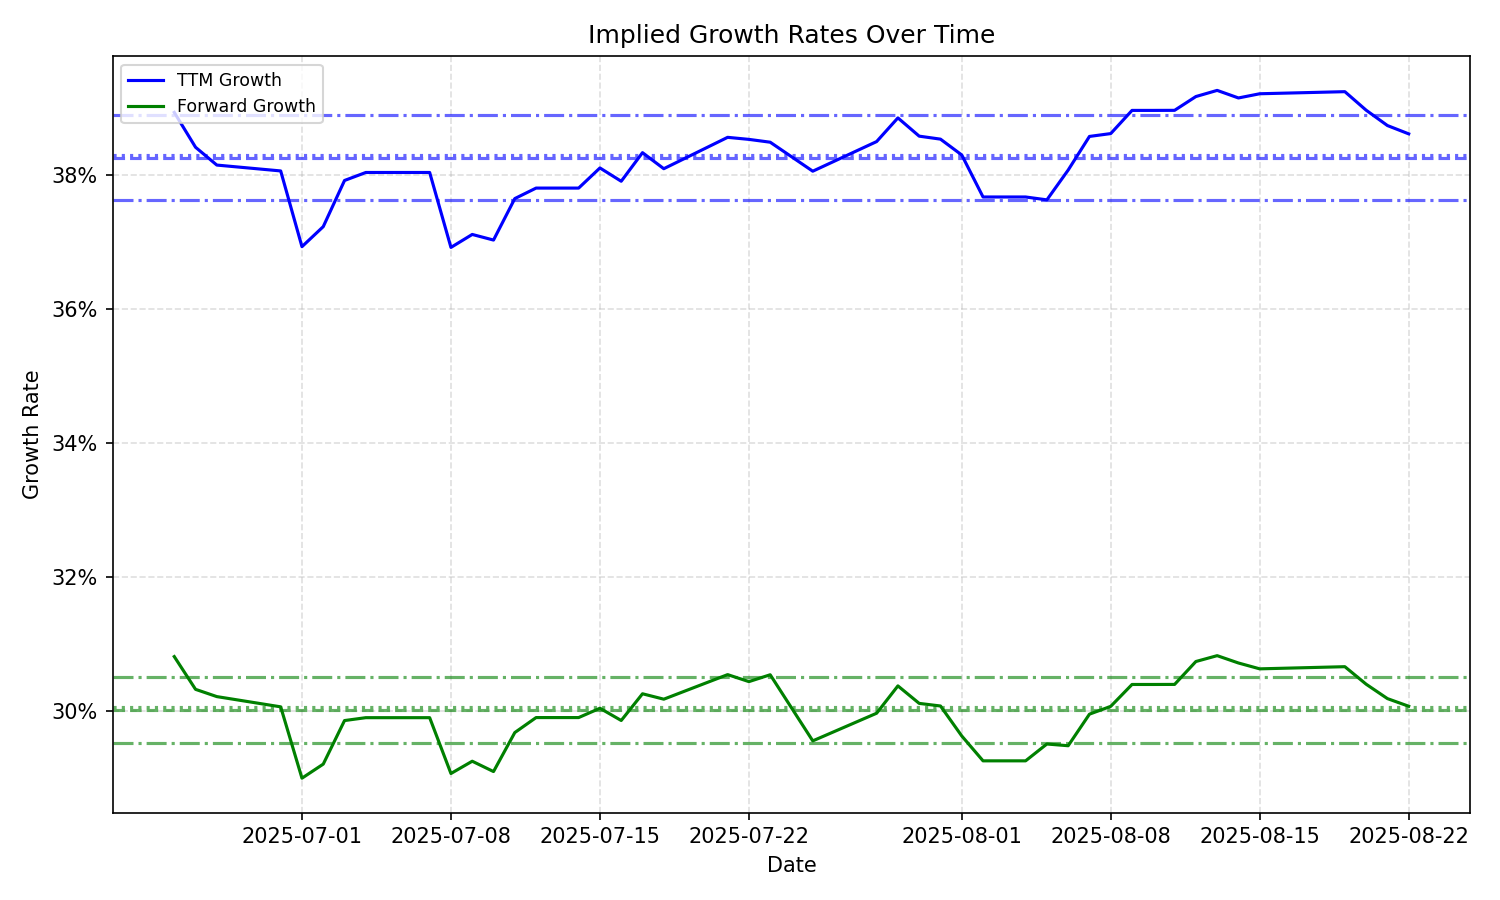 Implied Growth Rates Over Time
TTM Growth
Forward Growth
38%
36%
34%
32%
30%
Growth Rate
2025-07-01 2025-07-08 2025-07-15 2025-07-22 2025-08-01 2025-08-08 2025-08-15 2025-08-22
Date